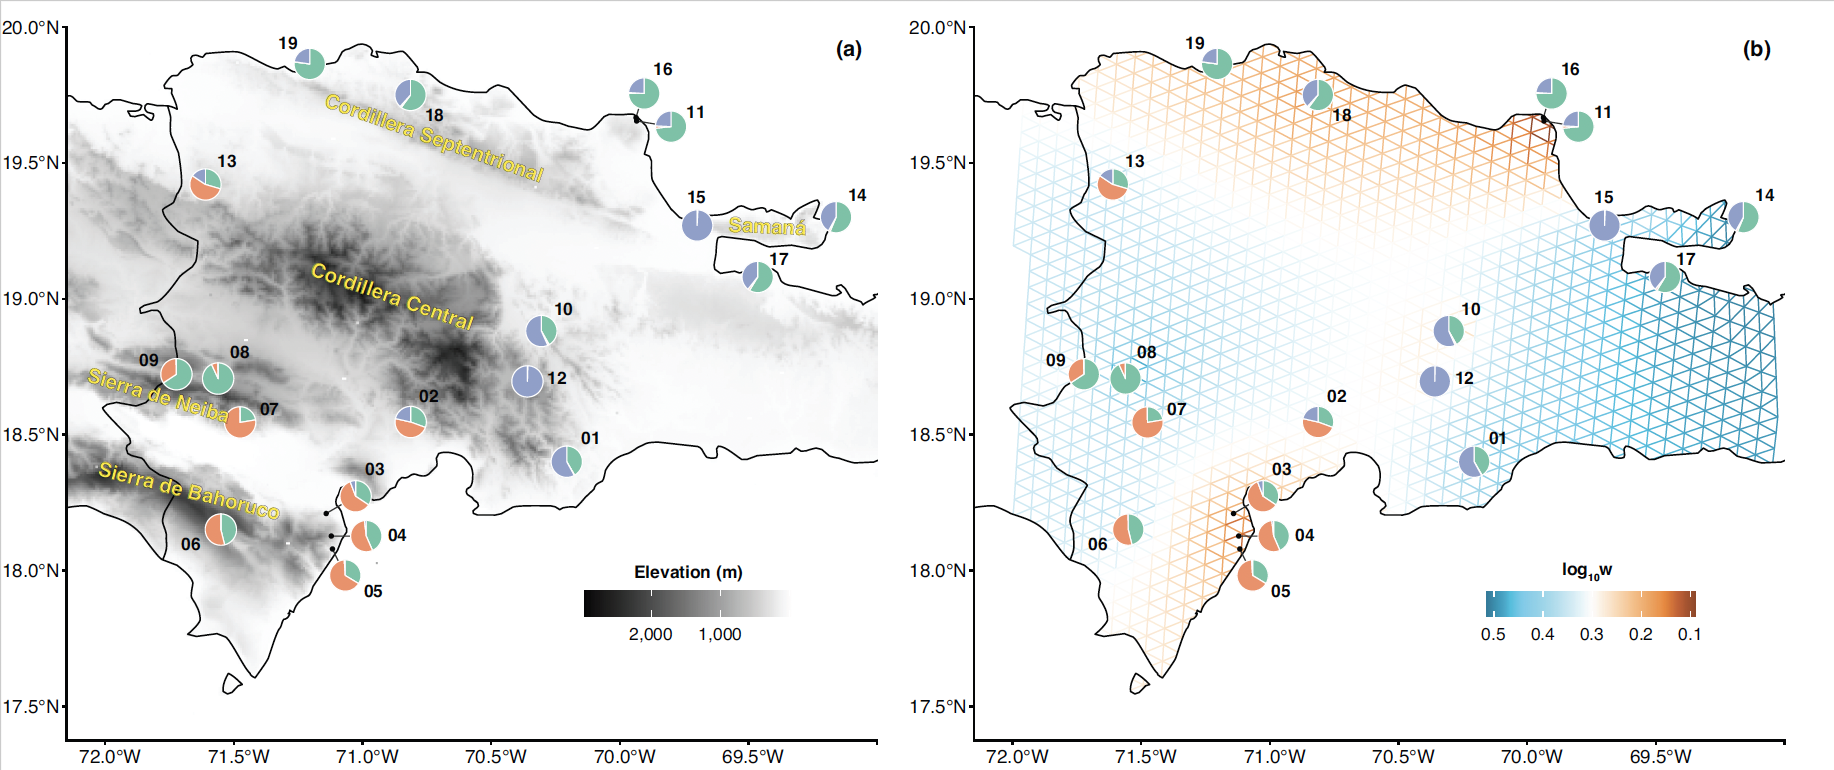 20.0°N
19.5°N
19.0°N
18.5°N
18.0°N
17.5°N
(a)
19
16
18
11
Cordillera Septentrional
13
15
14
Samaná
17
Cordillera Central
10
09
08
12
Sierra de Neiba
07
02
01
Sierra de Bahoruco
03
04
06
05
Elevation (m)
2,000 1,000
72.0°W 71.5°W 71.0°W 70.5°W 70.0°W 69.5°W
20.0°N
19.5°N
19.0°N
18.5°N
18.0°N
17.5°N
(b)
19
16
18
11
13
15
14
17
10
09
08
12
07
02
01
03
04
06
05
log10w
0.5 0.4 0.3 0.2 0.1
72.0°W 71.5°W 71.0°W 70.5°W 70.0°W 69.5°W